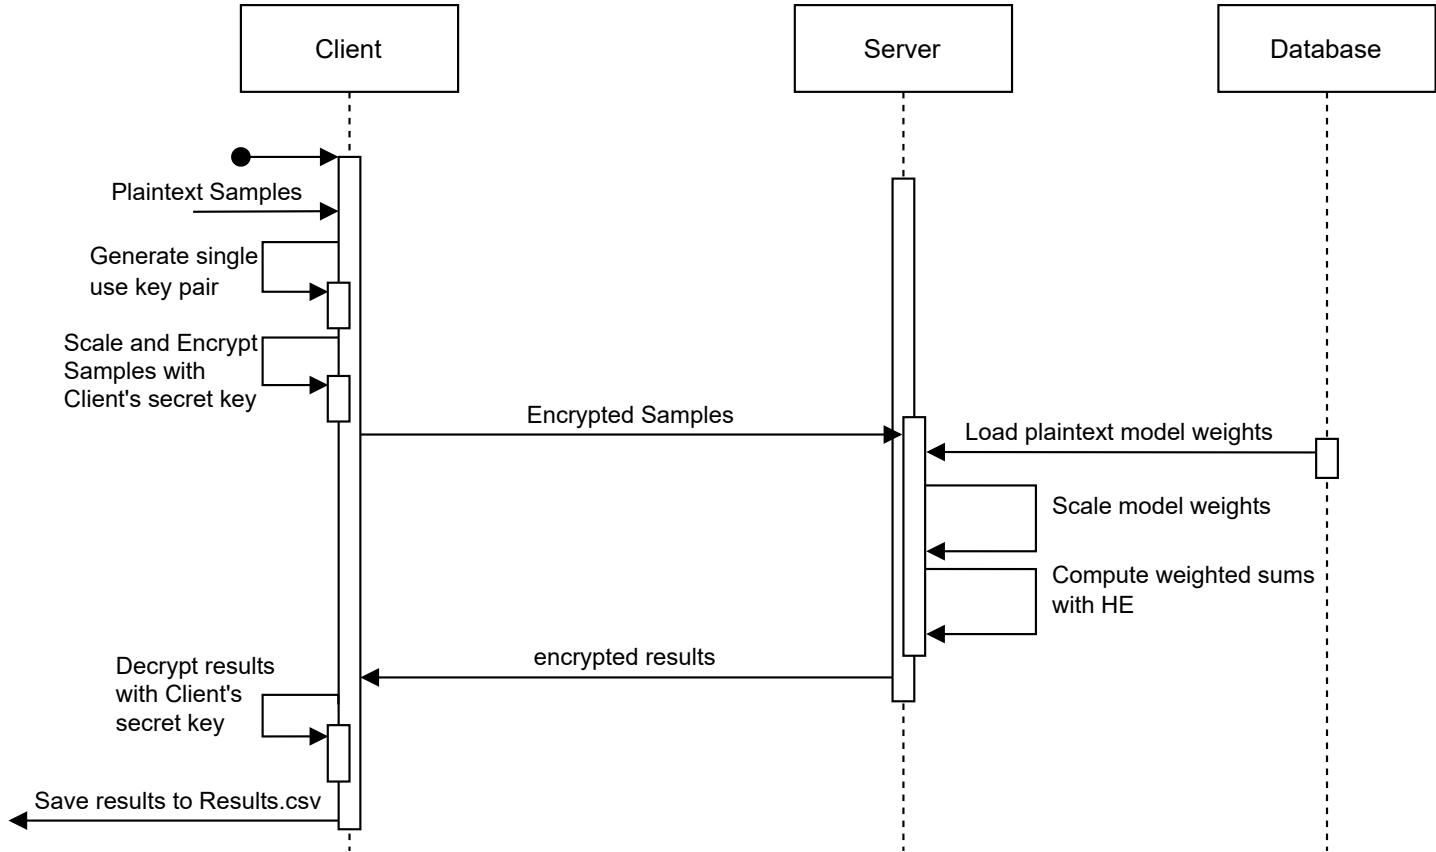 Client
Server
Database
Plaintext Samples
Generate single
use key pair
Scale and Encrypt
Samples with
Client's secret key
Encrypted Samples
Load plaintext model weights
Scale model weights
Compute weighted sums
with HE
encrypted results
Decrypt results
with Client's
secret key
Save results to Results.csv